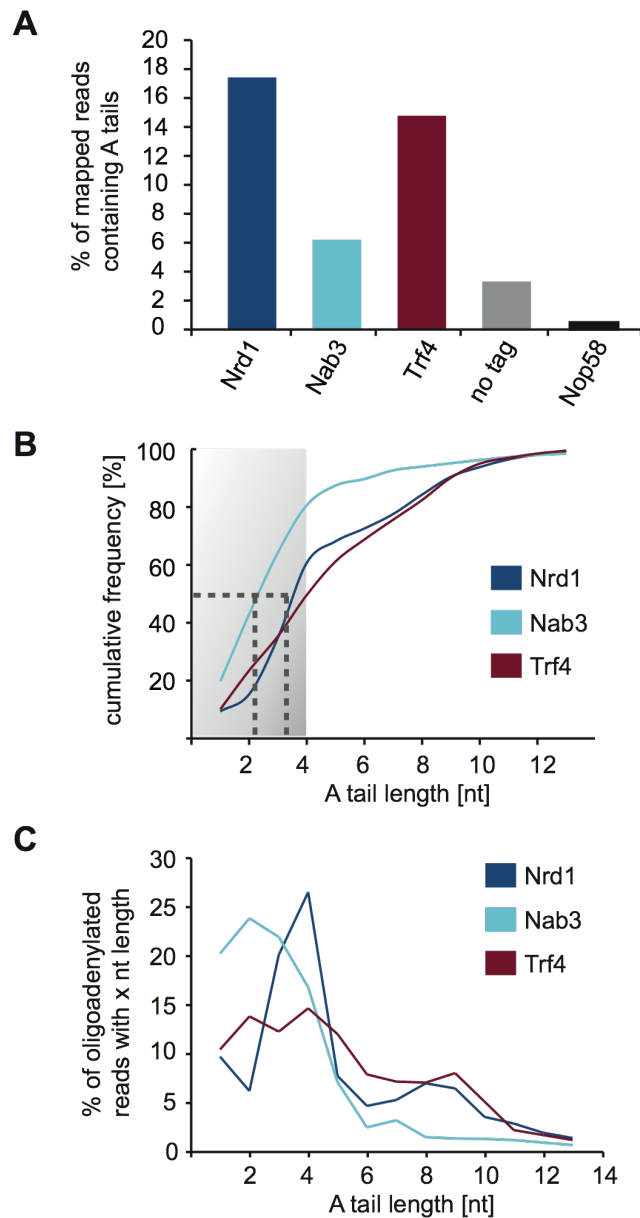 A
% of mapped reads
containing A tails
20
18
16
14
12
10
8
6
4
2
0
Nrd1
Nab3
Trf4
no tag
Nop58
B
cumulative frequency [%]
100
80
60
40
20
Nrd1
Nab3
Trf4
2 4 6 8 10 12
A tail length [nt]
C
% of oligoadenylated
reads with x nt length
30
25
20
15
10
5
0
Nrd1
Nab3
Trf4
2 4 6 8 10 12 14
A tail length [nt]